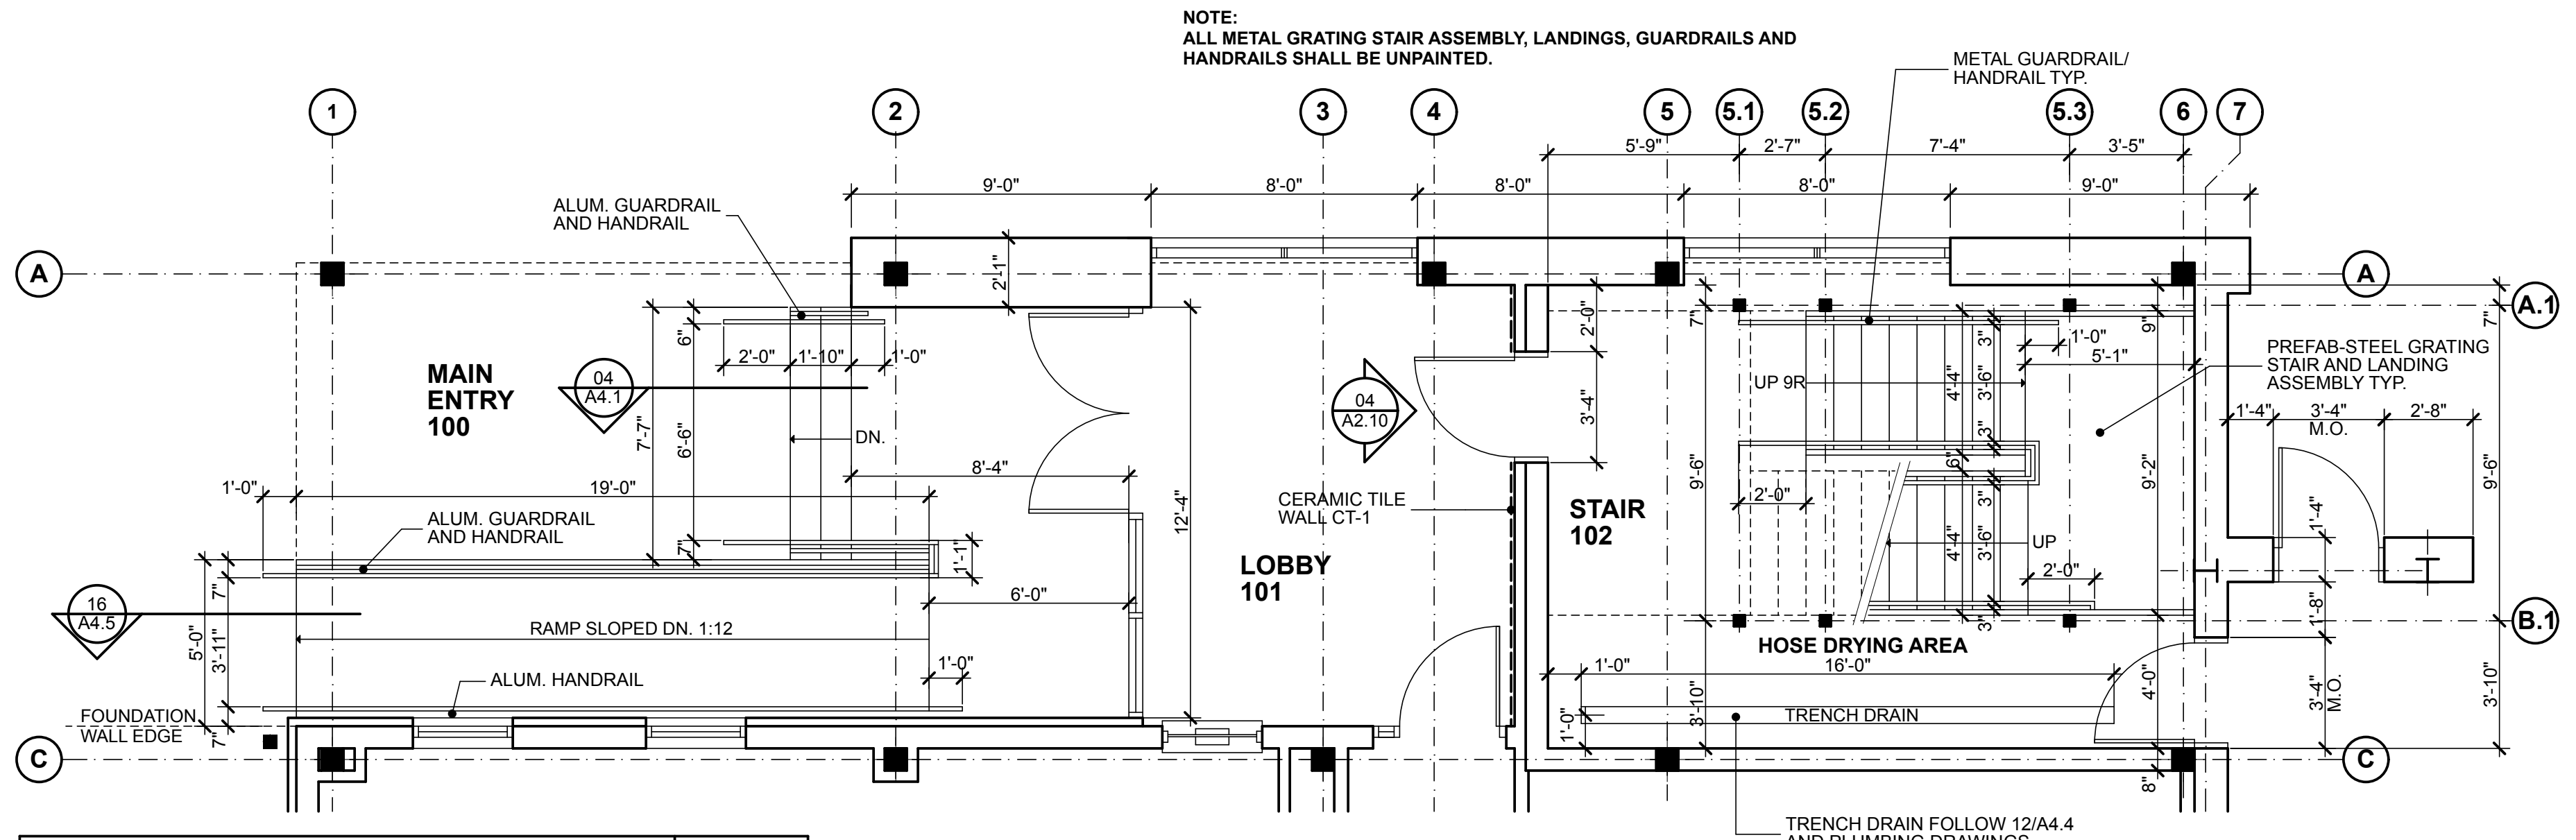 NOTE:
ALL METAL GRATING STAIR ASSEMBLY, LANDINGS, GUARDRAILS AND
HANDRAILS SHALL BE UNPAINTED.
METAL GUARDRAIL/
HANDRAIL TYP.
1
2
3
4
5
5.1
5.2
5.3
6
7
5'-9"
2'-7"
7'-4"
3'-5"
9'-0"
8'-0"
8'-0"
8'-0"
9'-0"
ALUM. GUARDRAIL
AND HANDRAIL
A
A
A.1
2'-1"
7"
2'-0"
7"
9"
7"
6"
2'-0"
1'-10"
1'-0"
3"
1'-0"
5'-1"
PREFAB-STEEL GRATING
STAIR AND LANDING
ASSEMBLY TYP.
MAIN
ENTRY
100
04
A4.1
04
A2.10
UP 9R
4'-4"
3'-6"
3'-4"
1'-4"
3'-4"
M.O.
2'-8"
7'-7"
6'-6"
DN.
3"
6"
8'-4"
9'-6"
9'-2"
9'-6"
1'-0"
19'-0"
12'-4"
CERAMIC TILE
WALL CT-1
2'-0"
3"
STAIR
102
ALUM. GUARDRAIL
AND HANDRAIL
7"
1'-1"
4'-4"
3'-6"
UP
1'-4"
LOBBY
101
2'-0"
7"
6'-0"
1'-8"
16
A4.5
3"
B.1
RAMP SLOPED DN. 1:12
5'-0"
3'-11"
HOSE DRYING AREA
1'-0"
1'-0"
16'-0"
4'-0"
3'-4"
M.O.
3'-10"
ALUM. HANDRAIL
3'-10"
FOUNDATION
WALL EDGE
7"
1'-0"
TRENCH DRAIN
C
C
8"
TRENCH DRAIN FOLLOW 12/A4.4
AND PLUMBING DRAWINGS